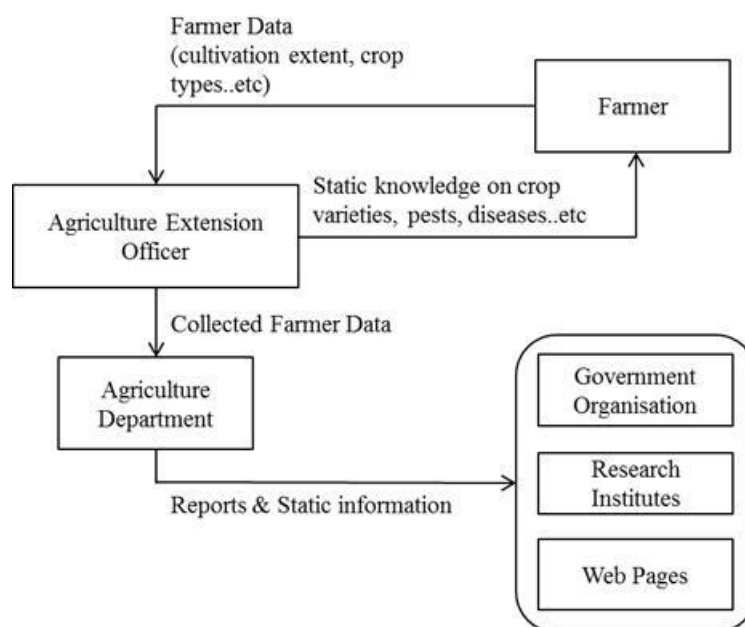 Farmer Data
(cultivation extent, crop
types..etc)
Farmer
Static knowledge on crop
varieties, pests, diseases..etc
Agriculture Extension
Officer
Collected Farmer Data
Agriculture
Department
Reports & Static information
Government
Organisation
Research
Institutes
Web Pages